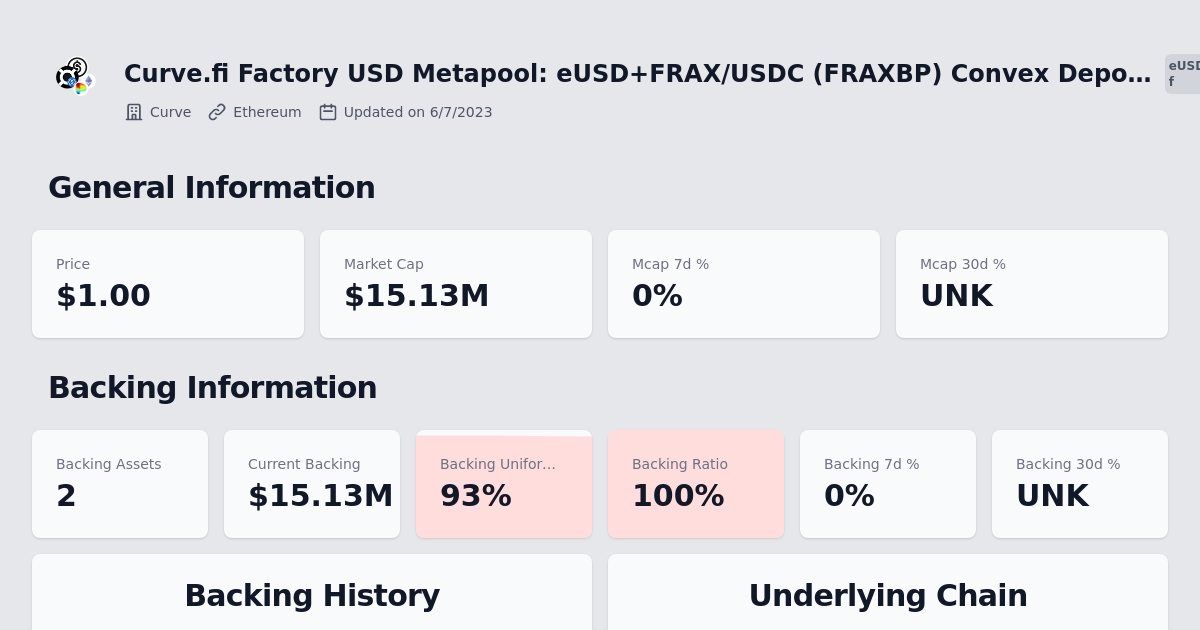 Curve.fi Factory USD Metapool: eUSD+FRAX/USDC (FRAXBP) Convex Depo...
eUSD
f
Curve Ethereum Updated on 6/7/2023
General Information
Price Market Cap Mcap 7d % Mcap 30d %
$1.00 $15.13M 0% UNK
Backing Information
Backing Assets Current Backing Backing Unifor... Backing Ratio Backing 7d % Backing 30d %
2 $15.13M 93% 100% 0% UNK
Backing History Underlying Chain